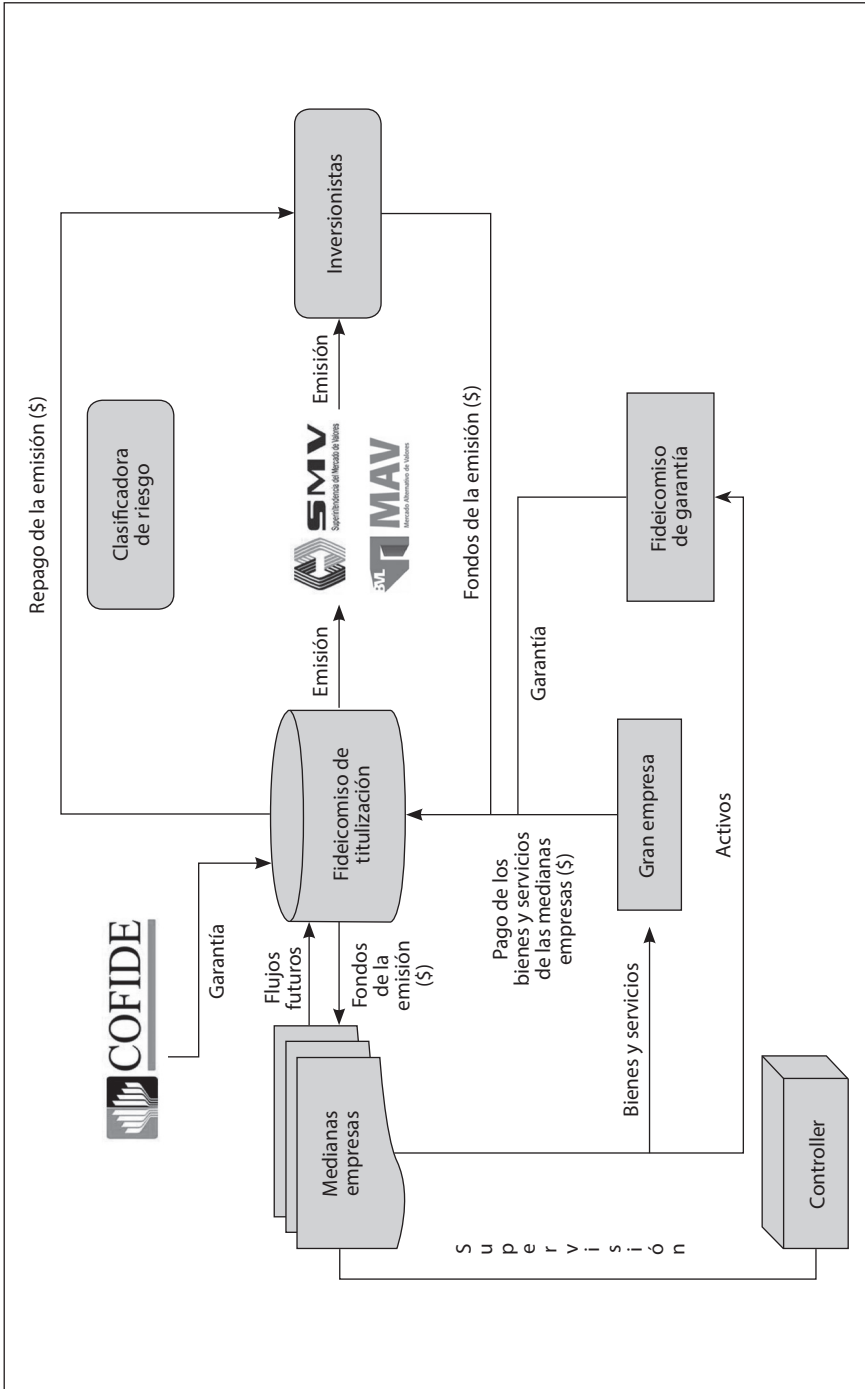 COFIDE
Garantía
Repago de la emisión ($)
Clasificadora
de riesgo
Medianas
empresas
Flujos
futuros
Fondos
de la
emisión
($)
Fideicomiso de
titulización
Emisión
SMV
Superintendencia del Mercado de Valores
BVL
MAV
Mercado Alternativo de Valores
Emisión
Inversionistas
Fondos de la emisión ($)
Pago de los
bienes y servicios
de las medianas
empresas ($)
Garantía
Supervisión
Bienes y servicios
Gran empresa
Fideicomiso
de garantía
Activos
Controller